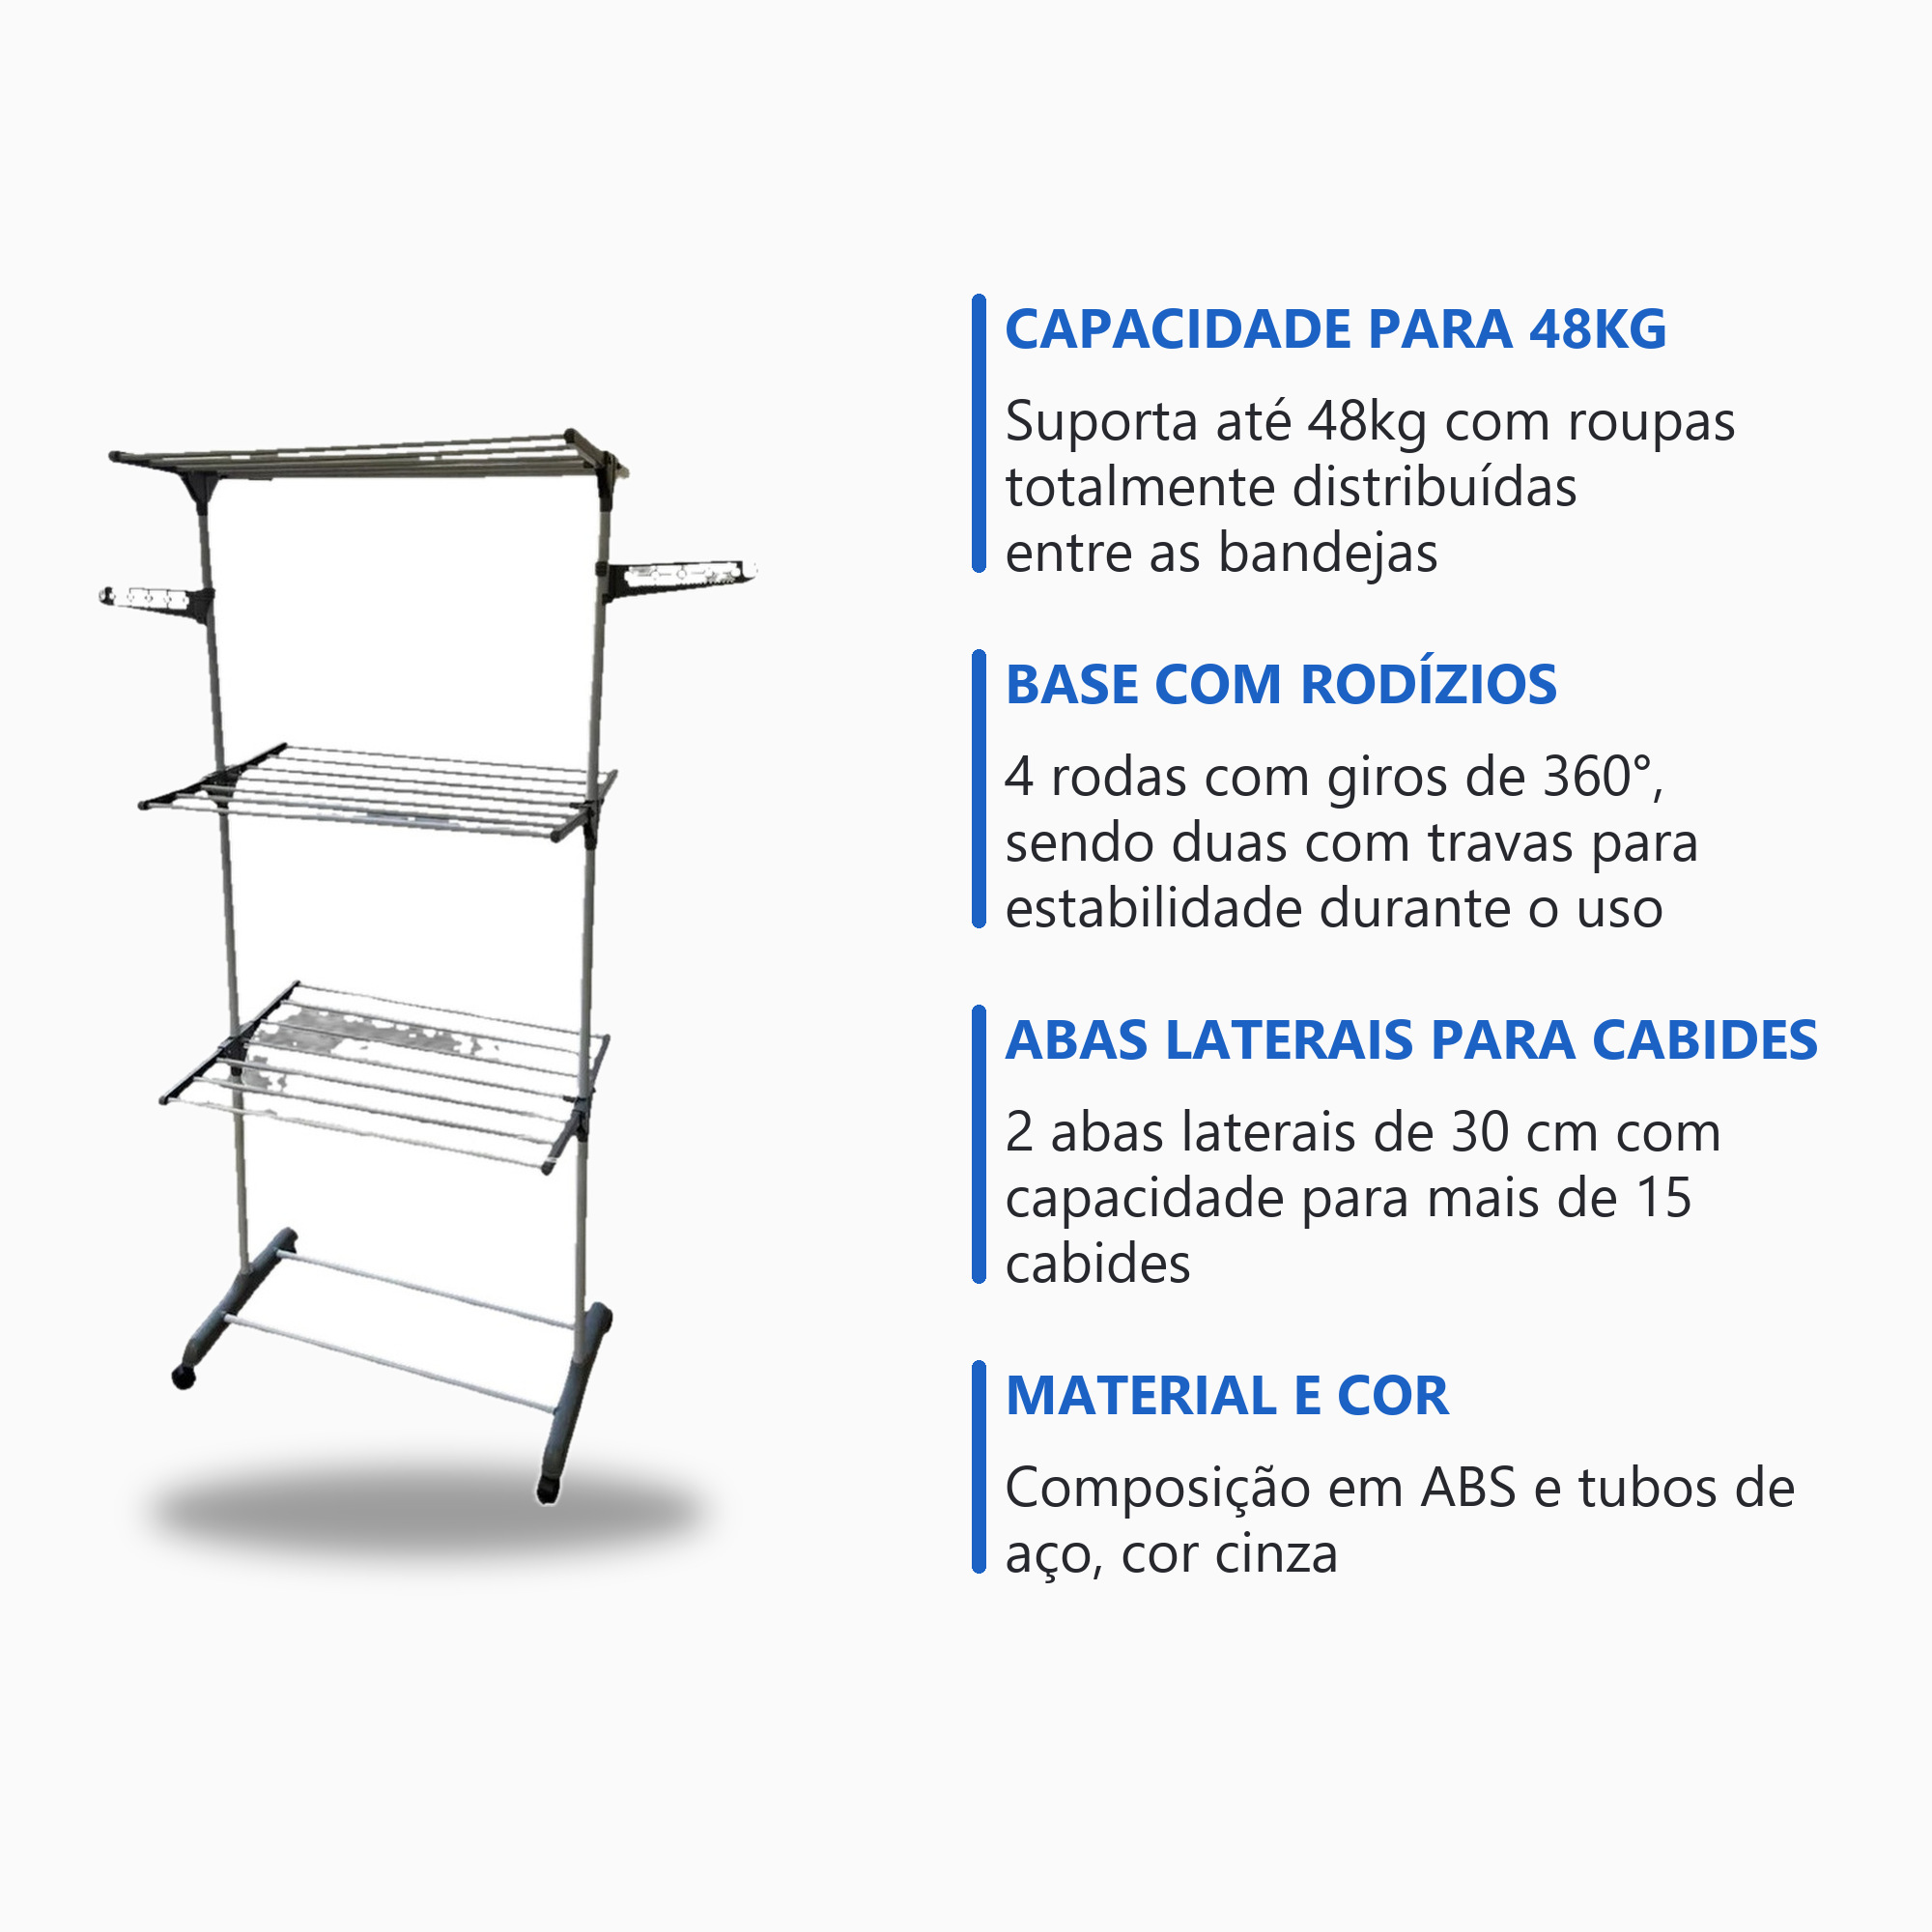 CAPACIDADE PARA 48KG
Suporta até 48kg com roupas
totalmente distribuídas
entre as bandejas
BASE COM RODÍZIOS
4 rodas com giros de 360°,
sendo duas com travas para
estabilidade durante o uso
ABAS LATERAIS PARA CABIDES
2 abas laterais de 30 cm com
capacidade para mais de 15
cabides
MATERIAL E COR
Composição em ABS e tubos de
aço, cor cinza